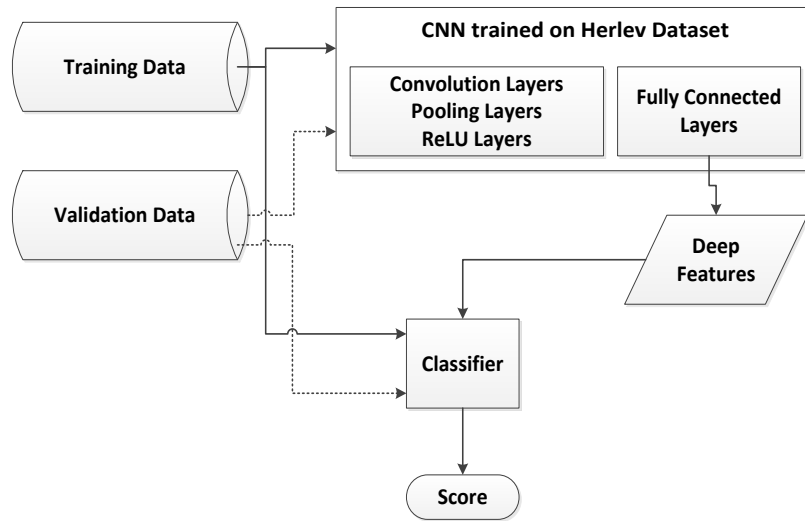 CNN trained on Herlev Dataset
Training Data
Convolution Layers
Pooling Layers
ReLU Layers
Fully Connected
Layers
Validation Data
Deep
Features
Classifier
Score